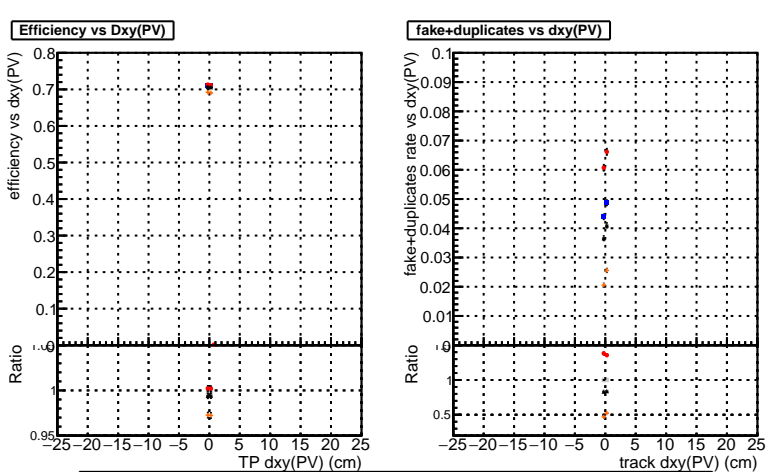 Efficiency vs Dxy(PV)
efficiency vs dxy(PV)
0.8
0.7
0.6
0.5
0.4
0.3
0.2
0.1
Ratio
1
0.95
−25 −20 −15 −10 −5 0 5 10 15 20 25
TP dxy(PV) (cm)
fake+duplicates vs dxy(PV)
fake+duplicates rate vs dxy(PV)
0.1
0.09
0.08
0.07
0.06
0.05
0.04
0.03
0.02
0.01
Ratio
1
0.5
−25 −20 −15 −10 −5 0 5 10 15 20 25
track dxy(PV) (cm)